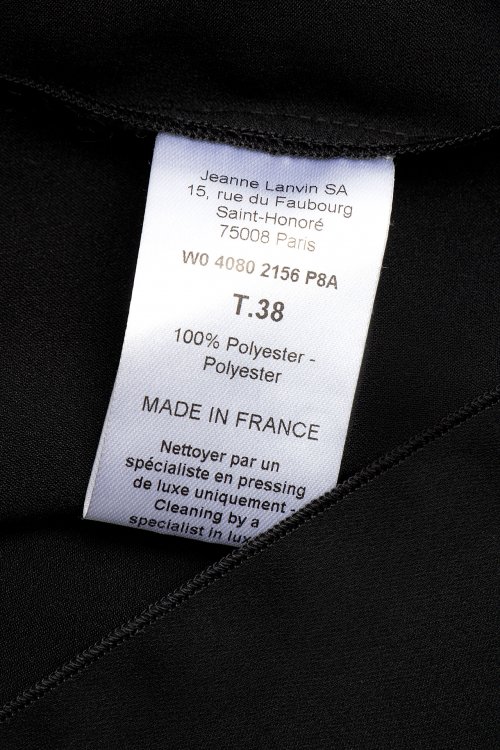 Jeanne Lanvin SA
15, rue du Faubourg
Saint-Honoré
75008 Paris
W0 4080 2156 P8A
T.38
100% Polyester -
Polyester
MADE IN FRANCE
Nettoyer par un
spécialiste en pressing
de luxe uniquement -
Cleaning by a
specialist in lux